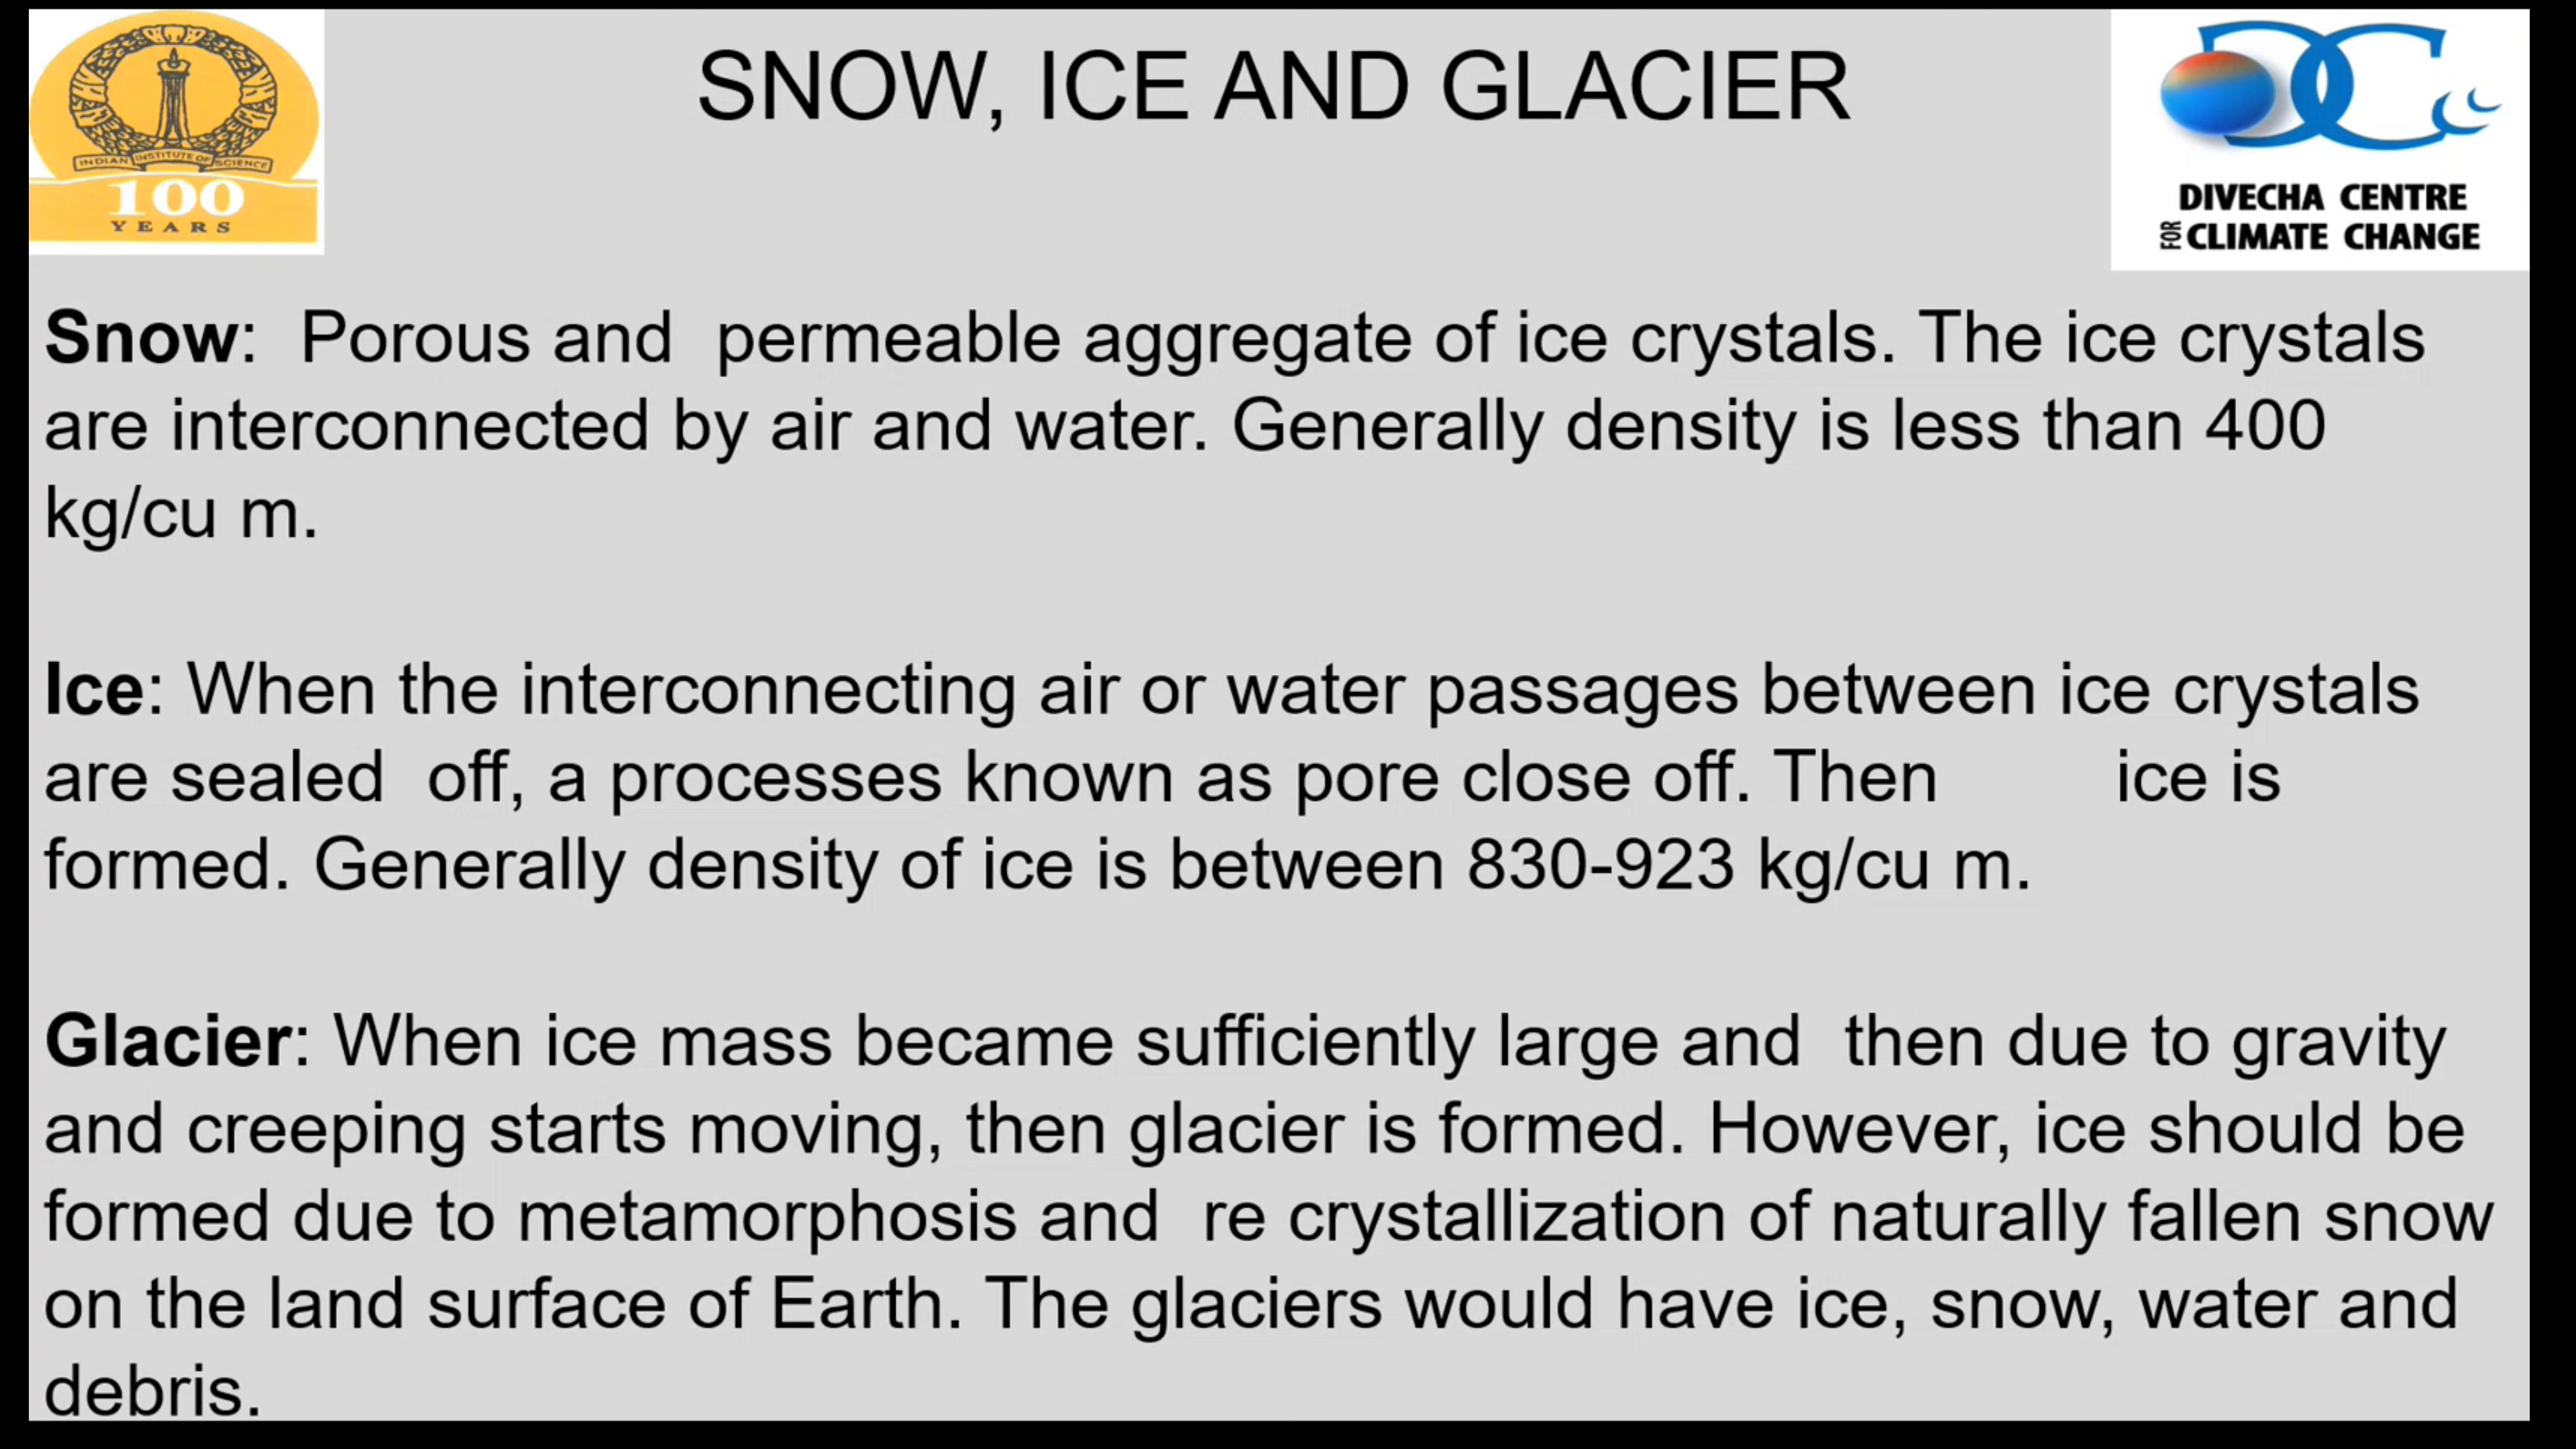 SNOW, ICE AND GLACIER
INDIAN INSTITUTE OF SCIENCE
100
YEARS
DIVECHA CENTRE
FOR CLIMATE CHANGE
Snow: Porous and permeable aggregate of ice crystals. The ice crystals
are interconnected by air and water. Generally density is less than 400
kg/cu m.
Ice: When the interconnecting air or water passages between ice crystals
are sealed off, a processes known as pore close off. Then ice is
formed. Generally density of ice is between 830-923 kg/cu m.
Glacier: When ice mass became sufficiently large and then due to gravity
and creeping starts moving, then glacier is formed. However, ice should be
formed due to metamorphosis and re crystallization of naturally fallen snow
on the land surface of Earth. The glaciers would have ice, snow, water and
debris.